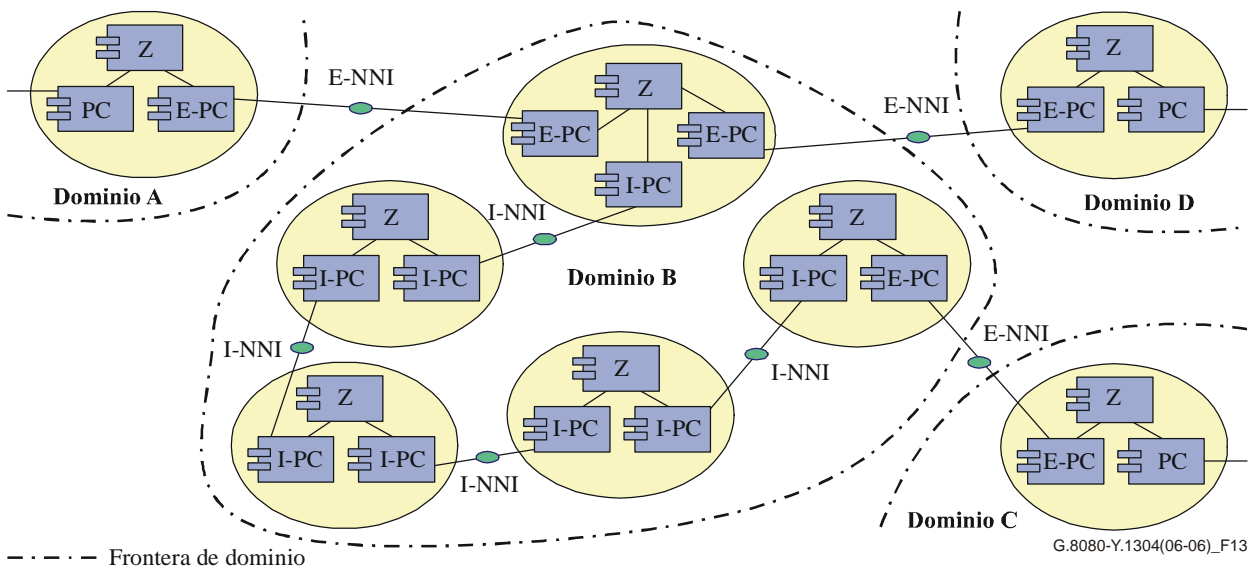 Z
PC
E-PC
Dominio A
E-NNI
Z
E-PC
E-PC
I-PC
E-NNI
Z
E-PC
PC
Dominio D
I-NNI
Z
I-PC
I-PC
Dominio B
Z
I-PC
E-PC
I-NNI
Z
I-PC
I-PC
I-NNI
Z
I-PC
I-PC
I-NNI
E-NNI
Z
E-PC
PC
Dominio C
G.8080-Y.1304(06-06)_F13
Frontera de dominio